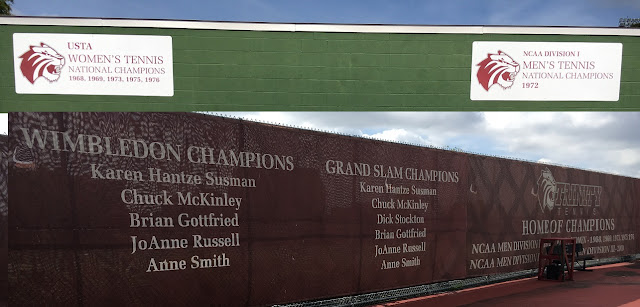 USTA
WOMEN'S TENNIS
NATIONAL CHAMPIONS
1968, 1969, 1973, 1975, 1976
NCAA DIVISION I
MEN'S TENNIS
NATIONAL CHAMPIONS
1972
WIMBLEDON CHAMPIONS
Karen Hantze Susman
Chuck McKinley
Brian Gottfried
JoAnne Russell
Anne Smith
GRAND SLAM CHAMPIONS
Karen Hantze Susman
Chuck McKinley
Dick Stockton
Brian Gottfried
JoAnne Russell
Anne Smith
TRINITY
TENNIS
HOME OF CHAMPIONS
NCAA MEN DIVISION
NCAA MEN DIVISION